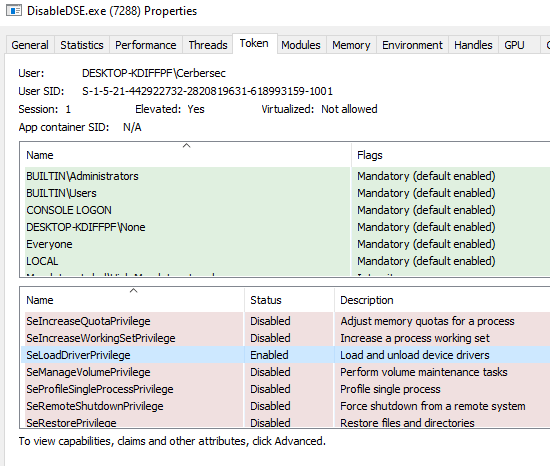 DisableDSE.exe (7288) Properties
General Statistics Performance Threads Token Modules Memory Environment Handles GPU
User: DESKTOP-KDIFFPF\Cerbersec
User SID: S-1-5-21-442922732-2820819631-618993159-1001
Session: 1 Elevated: Yes Virtualized: Not allowed
App container SID: N/A
Name Flags
BUILTIN\Administrators Mandatory (default enabled)
BUILTIN\Users Mandatory (default enabled)
CONSOLE LOGON Mandatory (default enabled)
DESKTOP-KDIFFPF\None Mandatory (default enabled)
Everyone Mandatory (default enabled)
LOCAL Mandatory (default enabled)
Name Status Description
SeIncreaseQuotaPrivilege Disabled Adjust memory quotas for a process
SeIncreaseWorkingSetPrivilege Disabled Increase a process working set
SeLoadDriverPrivilege Enabled Load and unload device drivers
SeManageVolumePrivilege Disabled Perform volume maintenance tasks
SeProfileSingleProcessPrivilege Disabled Profile single process
SeRemoteShutdownPrivilege Disabled Force shutdown from a remote system
SeRestorePrivilege Disabled Restore files and directories
To view capabilities, claims and other attributes, click Advanced.